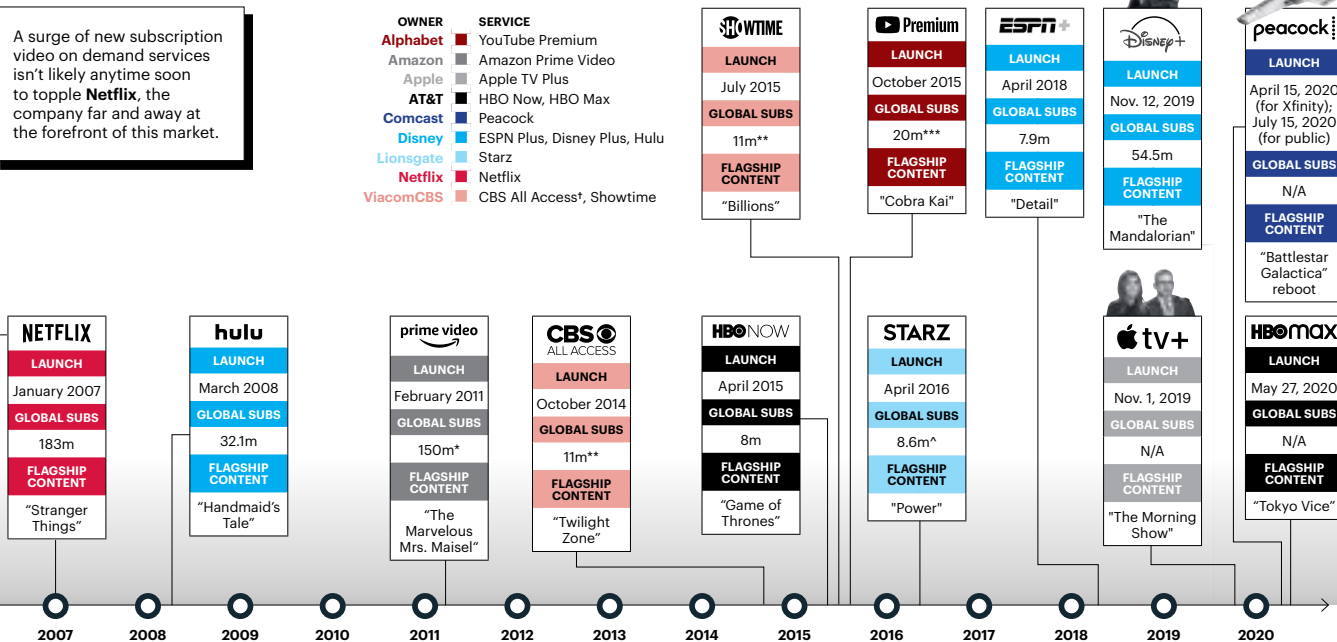 A surge of new subscription
video on demand services
isn't likely anytime soon
to topple Netflix, the
company far and away at
the forefront of this market.
OWNER SERVICE
Alphabet YouTube Premium
Amazon Amazon Prime Video
Apple Apple TV Plus
AT&T HBO Now, HBO Max
Comcast Peacock
Disney ESPN Plus, Disney Plus, Hulu
Lionsgate Starz
Netflix Netflix
ViacomCBS CBS All Access†, Showtime
SHOWTIME
LAUNCH
July 2015
GLOBAL SUBS
11m**
FLAGSHIP
CONTENT
“Billions”
Premium
LAUNCH
October 2015
GLOBAL SUBS
20m***
FLAGSHIP
CONTENT
"Cobra Kai"
ESPN+
LAUNCH
April 2018
GLOBAL SUBS
7.9m
FLAGSHIP
CONTENT
"Detail"
Disney+
LAUNCH
Nov. 12, 2019
GLOBAL SUBS
54.5m
FLAGSHIP
CONTENT
"The
Mandalorian"
peacock
LAUNCH
April 15, 2020
(for Xfinity);
July 15, 2020
(for public)
GLOBAL SUBS
N/A
FLAGSHIP
CONTENT
“Battlestar
Galactica”
reboot
NETFLIX
LAUNCH
January 2007
GLOBAL SUBS
183m
FLAGSHIP
CONTENT
“Stranger
Things”
hulu
LAUNCH
March 2008
GLOBAL SUBS
32.1m
FLAGSHIP
CONTENT
“Handmaid’s
Tale”
prime video
LAUNCH
February 2011
GLOBAL SUBS
150m*
FLAGSHIP
CONTENT
“The
Marvelous
Mrs. Maisel“
CBS
ALL ACCESS
LAUNCH
October 2014
GLOBAL SUBS
11m**
FLAGSHIP
CONTENT
“Twilight
Zone”
HBO NOW
LAUNCH
April 2015
GLOBAL SUBS
8m
FLAGSHIP
CONTENT
“Game of
Thrones”
STARZ
LAUNCH
April 2016
GLOBAL SUBS
8.6m^
FLAGSHIP
CONTENT
"Power"
tv+
LAUNCH
Nov. 1, 2019
GLOBAL SUBS
N/A
FLAGSHIP
CONTENT
"The Morning
Show"
HBOmax
LAUNCH
May 27, 2020
GLOBAL SUBS
N/A
FLAGSHIP
CONTENT
“Tokyo Vice”
2007 2008 2009 2010 2011 2012 2013 2014 2015 2016 2017 2018 2019 2020